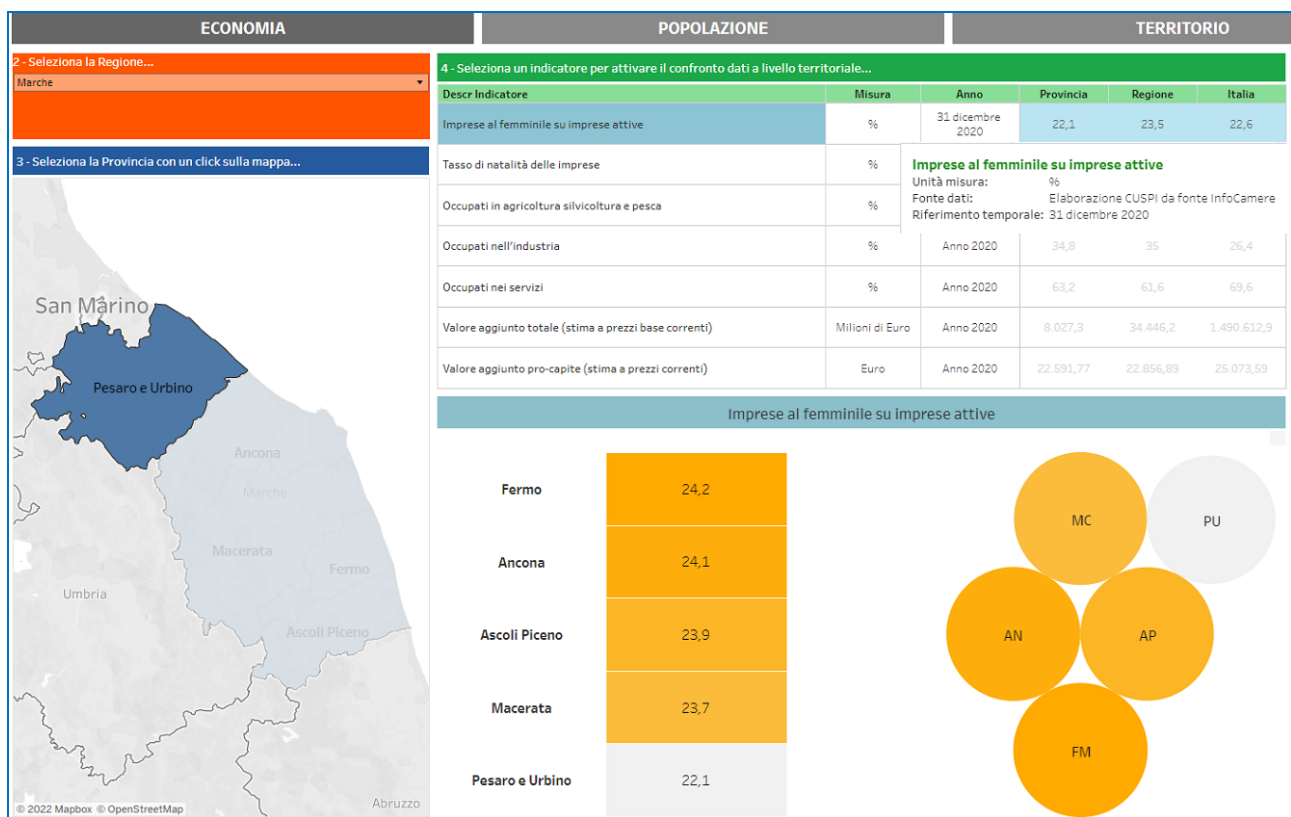 ECONOMIA POPOLAZIONE TERRITORIO
2 - Seleziona la Regione...
Marche
3 - Seleziona la Provincia con un click sulla mappa...
San Marino
Pesaro e Urbino
Ancona
Marche
Macerata
Fermo
Umbria
Ascoli Piceno
Abruzzo
© 2022 Mapbox © OpenStreetMap
4 - Seleziona un indicatore per attivare il confronto dati a livello territoriale...
Descr Indicatore Misura Anno Provincia Regione Italia
Imprese al femminile su imprese attive % 31 dicembre 2020 22,1 23,5 22,6
Tasso di natalità delle imprese %
Occupati in agricoltura silvicoltura e pesca %
Imprese al femminile su imprese attive
Unità misura: %
Fonte dati: Elaborazione CUSPI da fonte InfoCamere
Riferimento temporale: 31 dicembre 2020
Occupati nell'industria % Anno 2020 34,8 35 26,4
Occupati nei servizi % Anno 2020 63,2 61,6 69,6
Valore aggiunto totale (stima a prezzi base correnti) Milioni di Euro Anno 2020 8.027,3 34.446,2 1.490.612,9
Valore aggiunto pro-capite (stima a prezzi correnti) Euro Anno 2020 22.591,77 22.856,89 25.073,59
Imprese al femminile su imprese attive
Fermo 24,2
Ancona 24,1
Ascoli Piceno 23,9
Macerata 23,7
Pesaro e Urbino 22,1
MC PU
AN AP
FM